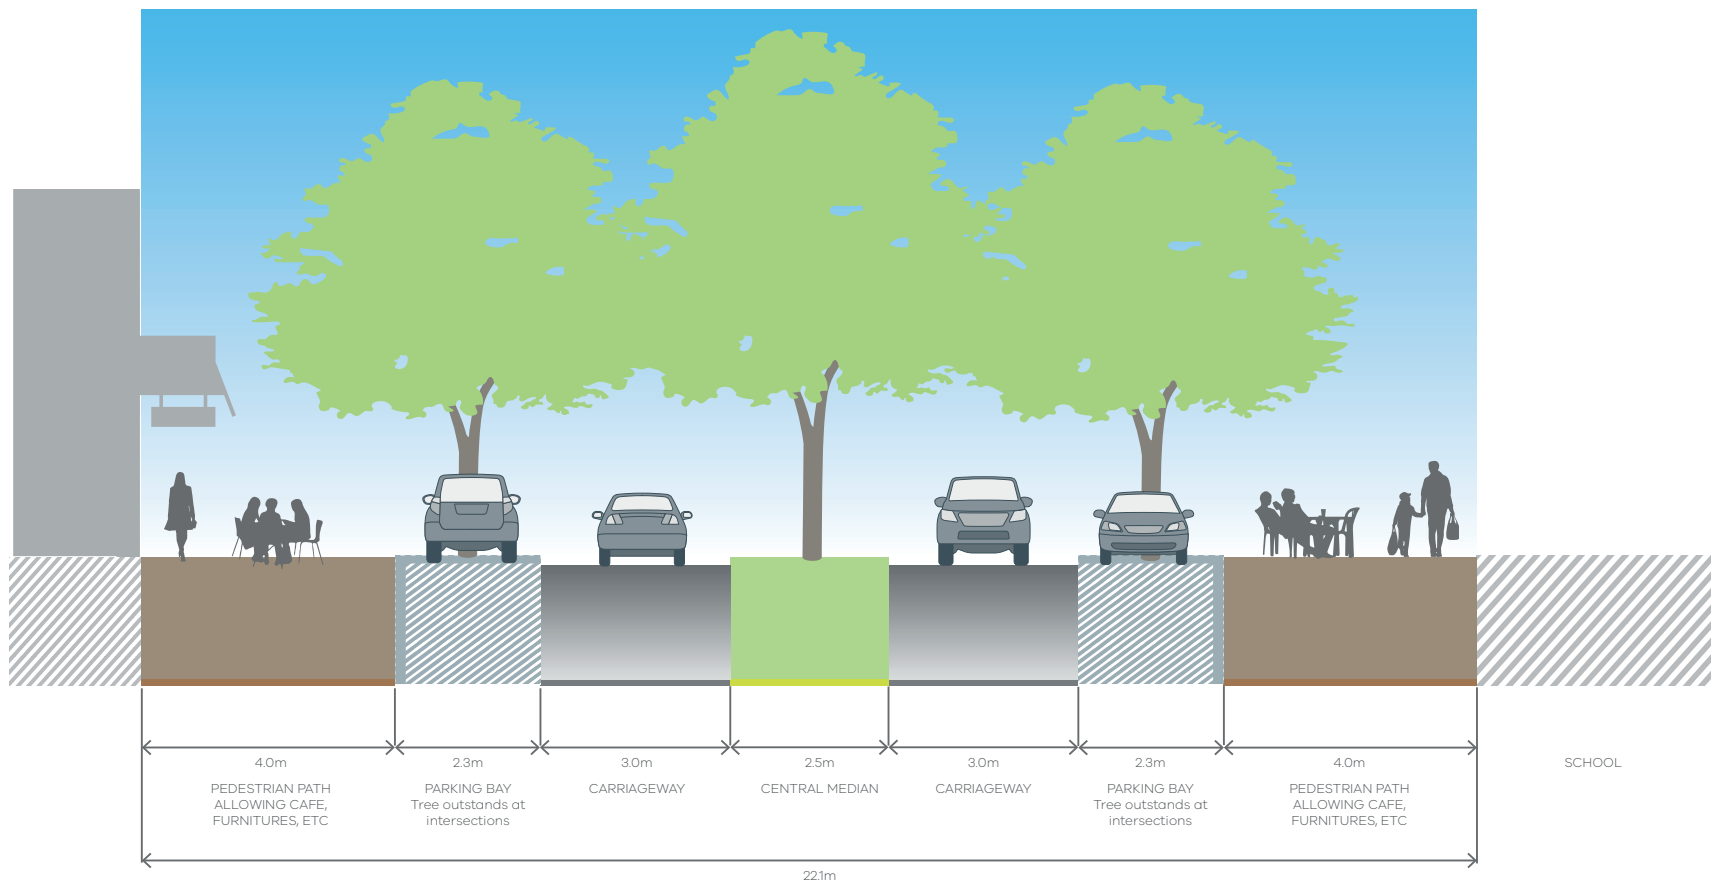 4.0m
2.3m
3.0m
2.5m
3.0m
2.3m
4.0m
SCHOOL
PEDESTRIAN PATH
ALLOWING CAFE,
FURNITURES, ETC
PARKING BAY
Tree outstands at
intersections
CARRIAGEWAY
CENTRAL MEDIAN
CARRIAGEWAY
PARKING BAY
Tree outstands at
intersections
PEDESTRIAN PATH
ALLOWING CAFE,
FURNITURES, ETC
22.1m